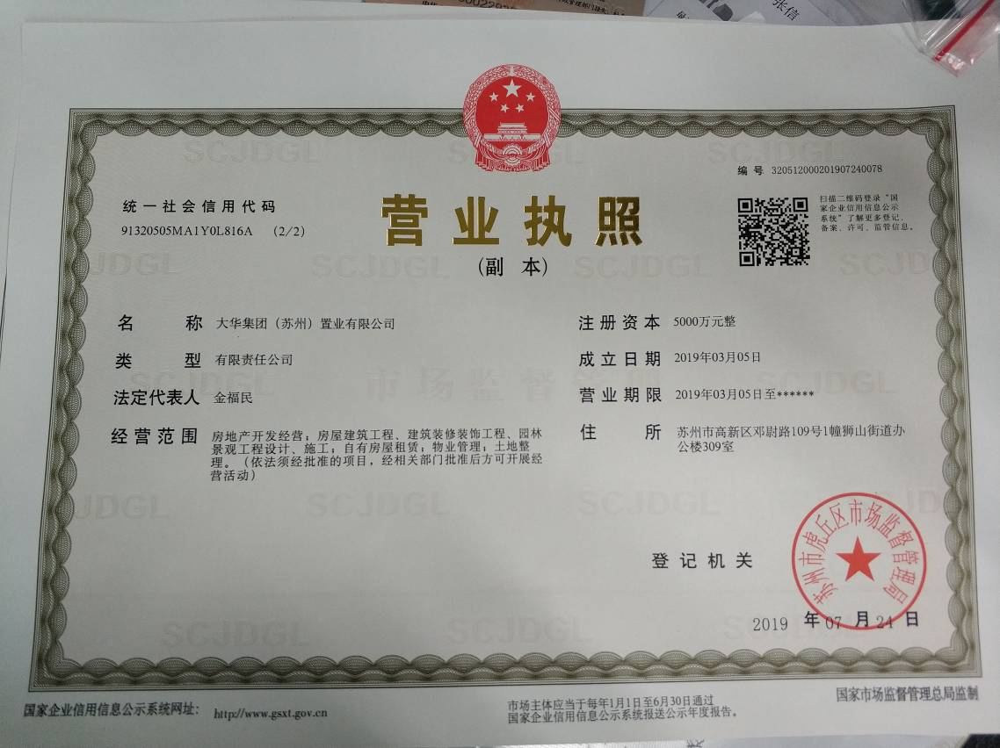 张信
编 号 320512000201907240078
统一社会信用代码
91320505MA1Y0L816A (2/2)
营业执照
(副 本)
扫描二维码登录“国
家企业信用信息公示
系统”了解更多登记、
备案、许可、监管信息。
名 称 大华集团（苏州）置业有限公司
类 型 有限责任公司
法定代表人 金福民
经营范围 房地产开发经营；房屋建筑工程、建筑装修装饰工程、园林
景观工程设计、施工；自有房屋租赁；物业管理；土地整
理。（依法须经批准的项目，经相关部门批准后方可开展经
营活动）
注册资本 5000万元整
成立日期 2019年03月05日
营业期限 2019年03月05日至******
住 所 苏州市高新区邓尉路109号1幢狮山街道办
公楼309室
SCJDGL
市场监督管理
登记机关
苏州市虎丘区市场监督管理局
2019 年 07 月 24 日
国家企业信用信息公示系统网址： http://www.gsxt.gov.cn
市场主体应当于每年1月1日至6月30日通过
国家企业信用信息公示系统报送公示年度报告。
国家市场监督管理总局监制